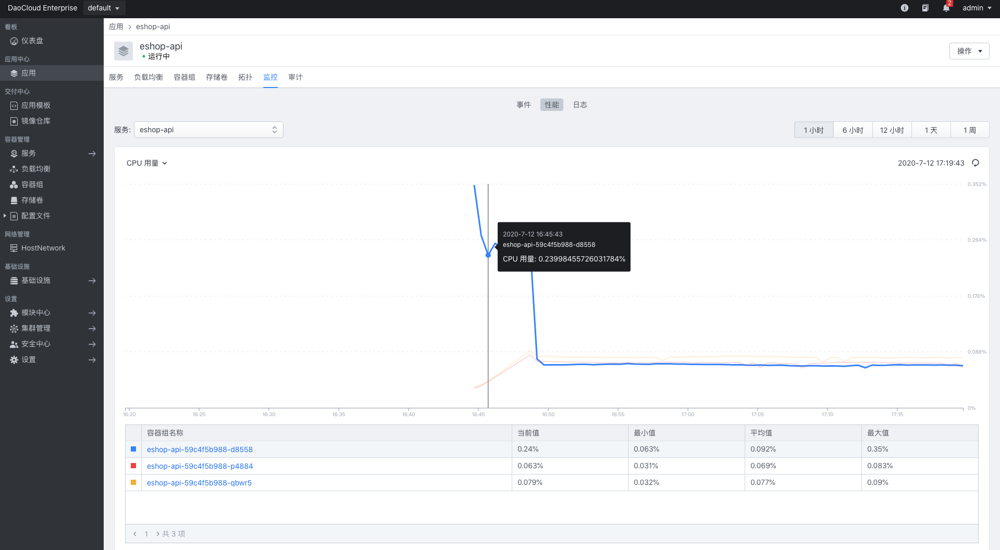 DaoCloud Enterprise default 2 admin
看板
仪表盘
应用中心
应用
交付中心
应用模板
镜像仓库
容器管理
服务
负载均衡
容器组
存储卷
配置文件
网络管理
HostNetwork
基础设施
基础设施
设置
模块中心
集群管理
安全中心
设置
应用 > eshop-api
eshop-api
运行中
操作
服务 负载均衡 容器组 存储卷 拓扑 监控 审计
事件 性能 日志
服务: eshop-api
1 小时 6 小时 12 小时 1 天 1 周
CPU 用量 2020-7-12 17:19:43
0.352%
0.264%
0.176%
0.088%
0%
2020-7-12 16:45:43
eshop-api-59c4f5b988-d8558
CPU 用量: 0.23998455726031784%
16:20 16:25 16:30 16:35 16:40 16:45 16:50 16:55 17:00 17:05 17:10 17:15
容器组名称 当前值 最小值 平均值 最大值
eshop-api-59c4f5b988-d8558 0.24% 0.063% 0.092% 0.35%
eshop-api-59c4f5b988-p4884 0.063% 0.031% 0.069% 0.083%
eshop-api-59c4f5b988-qbwr5 0.079% 0.032% 0.077% 0.09%
< 1 > 共 3 项